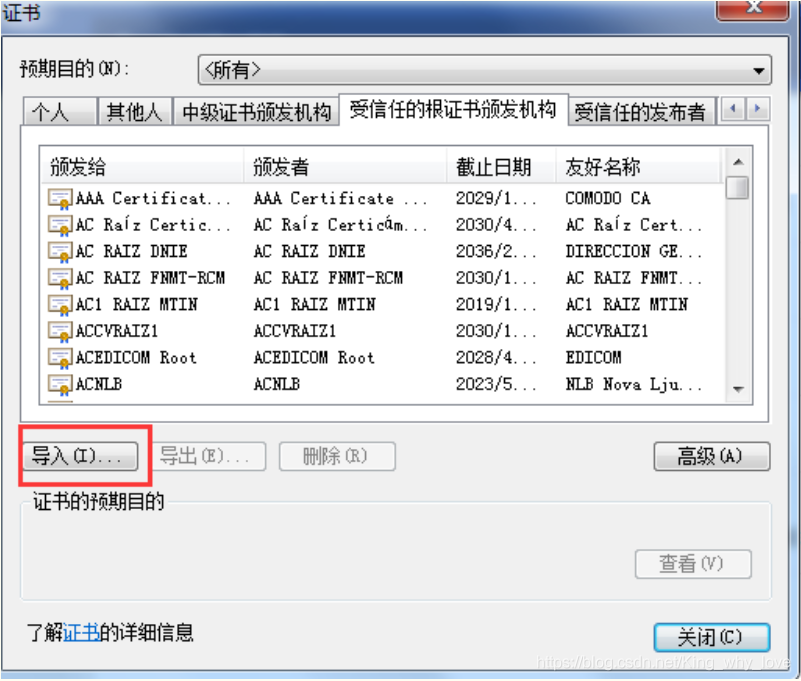 证书
预期目的(N): <所有>
个人 其他人 中级证书颁发机构 受信任的根证书颁发机构 受信任的发布者
颁发给 颁发者 截止日期 友好名称
AAA Certificat... AAA Certificate ... 2029/1... COMODO CA
AC Raíz Certic... AC Raíz Certicám... 2030/4... AC Raíz Cert...
AC RAIZ DNIE AC RAIZ DNIE 2036/2... DIRECCION GE...
AC RAIZ FNMT-RCM AC RAIZ FNMT-RCM 2030/1... AC RAIZ FNMT...
AC1 RAIZ MTIN AC1 RAIZ MTIN 2019/1... AC1 RAIZ MTIN
ACCVRAIZ1 ACCVRAIZ1 2030/1... ACCVRAIZ1
ACEDICOM Root ACEDICOM Root 2028/4... EDICOM
ACNLB ACNLB 2023/5... NLB Nova Lju...
导入(I)... 导出(E)... 删除(R) 高级(A)
证书的预期目的
查看(V)
了解证书的详细信息
关闭(C)
https://blog.csdn.net/King_why_love